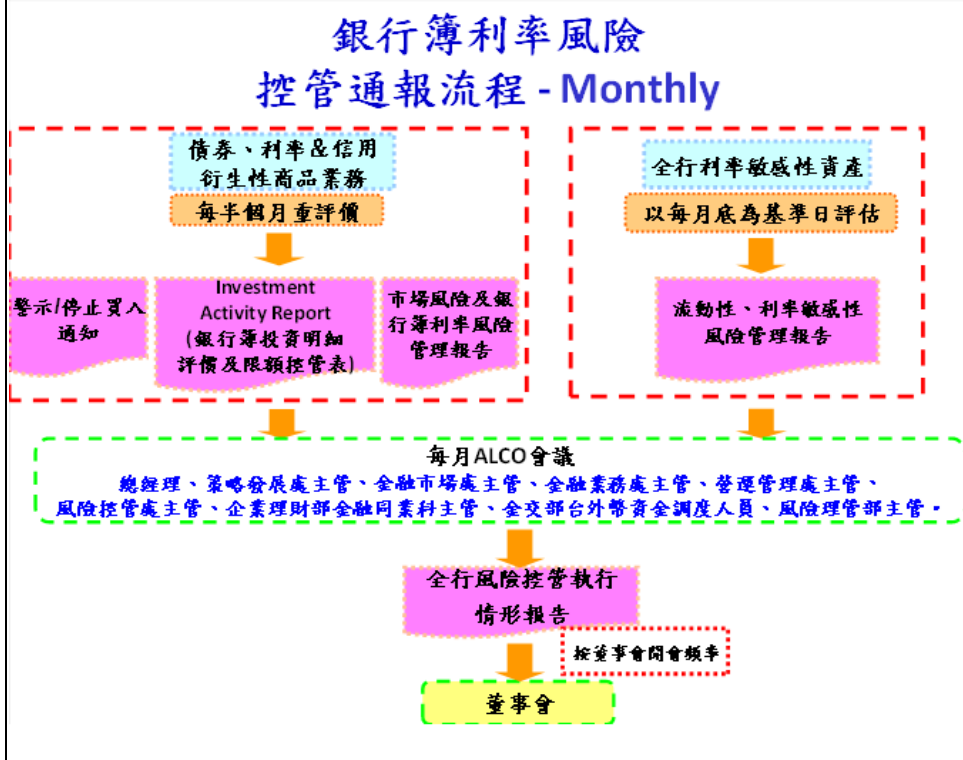 銀行簿利率風險
控管通報流程 - Monthly
債券、利率&信用
衍生性商品業務
每半個月重評價
警示/停止買入
通知
Investment
Activity Report
(銀行簿投資明細
評價及限額控管表)
市場風險及銀
行簿利率風險
管理報告
全行利率敏感性資產
以每月底為基準日評估
流動性、利率敏感性
風險管理報告
每月ALCO會議
總經理、策略發展處主管、金融市場處主管、金融業務處主管、營運管理處主管、
風險控管處主管、企業理財部金融同業科主管、金交部台外幣資金調度人員、風險理管部主管。
全行風險控管執行
情形報告
按董事會開會頻率
董事會